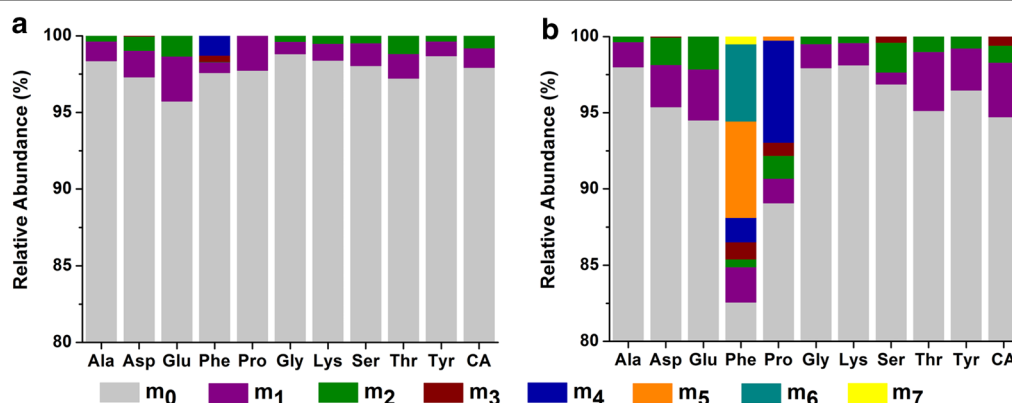 a
100
95
90
85
80
Relative Abundance (%)
Ala Asp Glu Phe Pro Gly Lys Ser Thr Tyr CA
b
100
95
90
85
80
Relative Abundance (%)
Ala Asp Glu Phe Pro Gly Lys Ser Thr Tyr CA
m0 m1 m2 m3 m4 m5 m6 m7